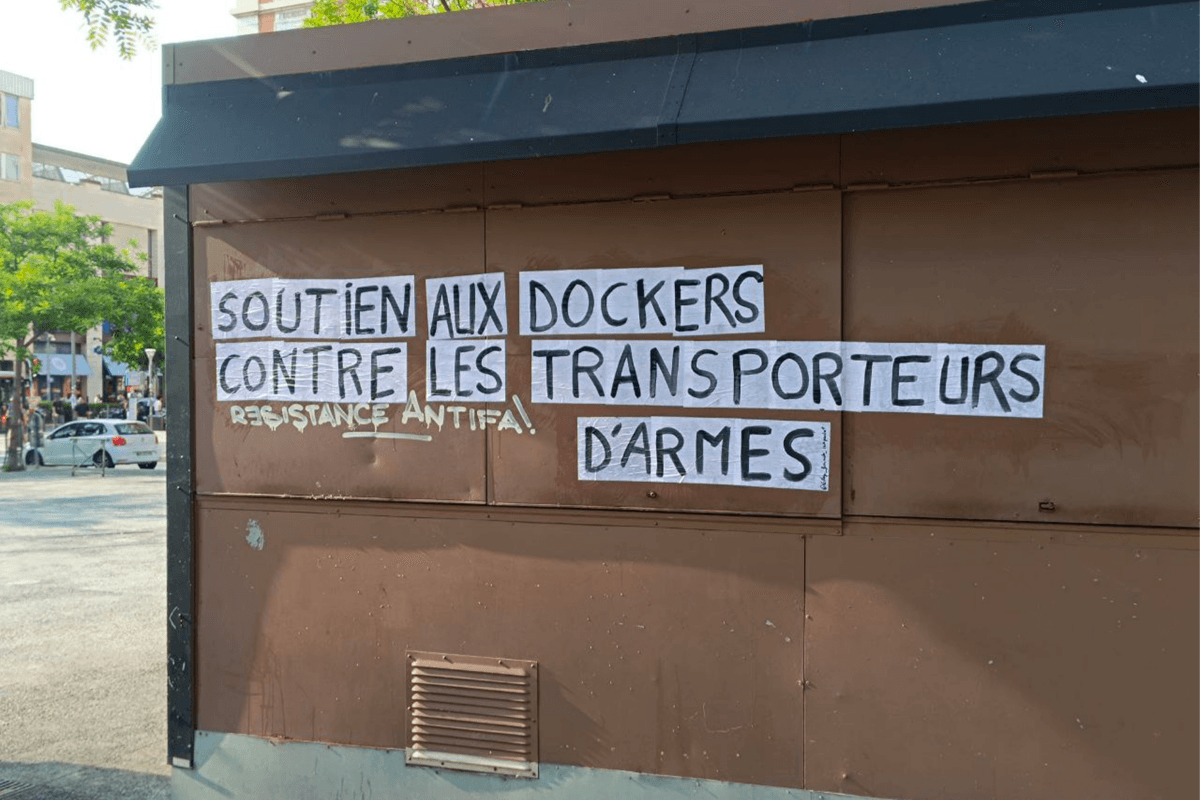 SOUTIEN AUX DOCKERS
CONTRE LES TRANSPORTEURS
RESISTANCE ANTIFA!
D'ARMES